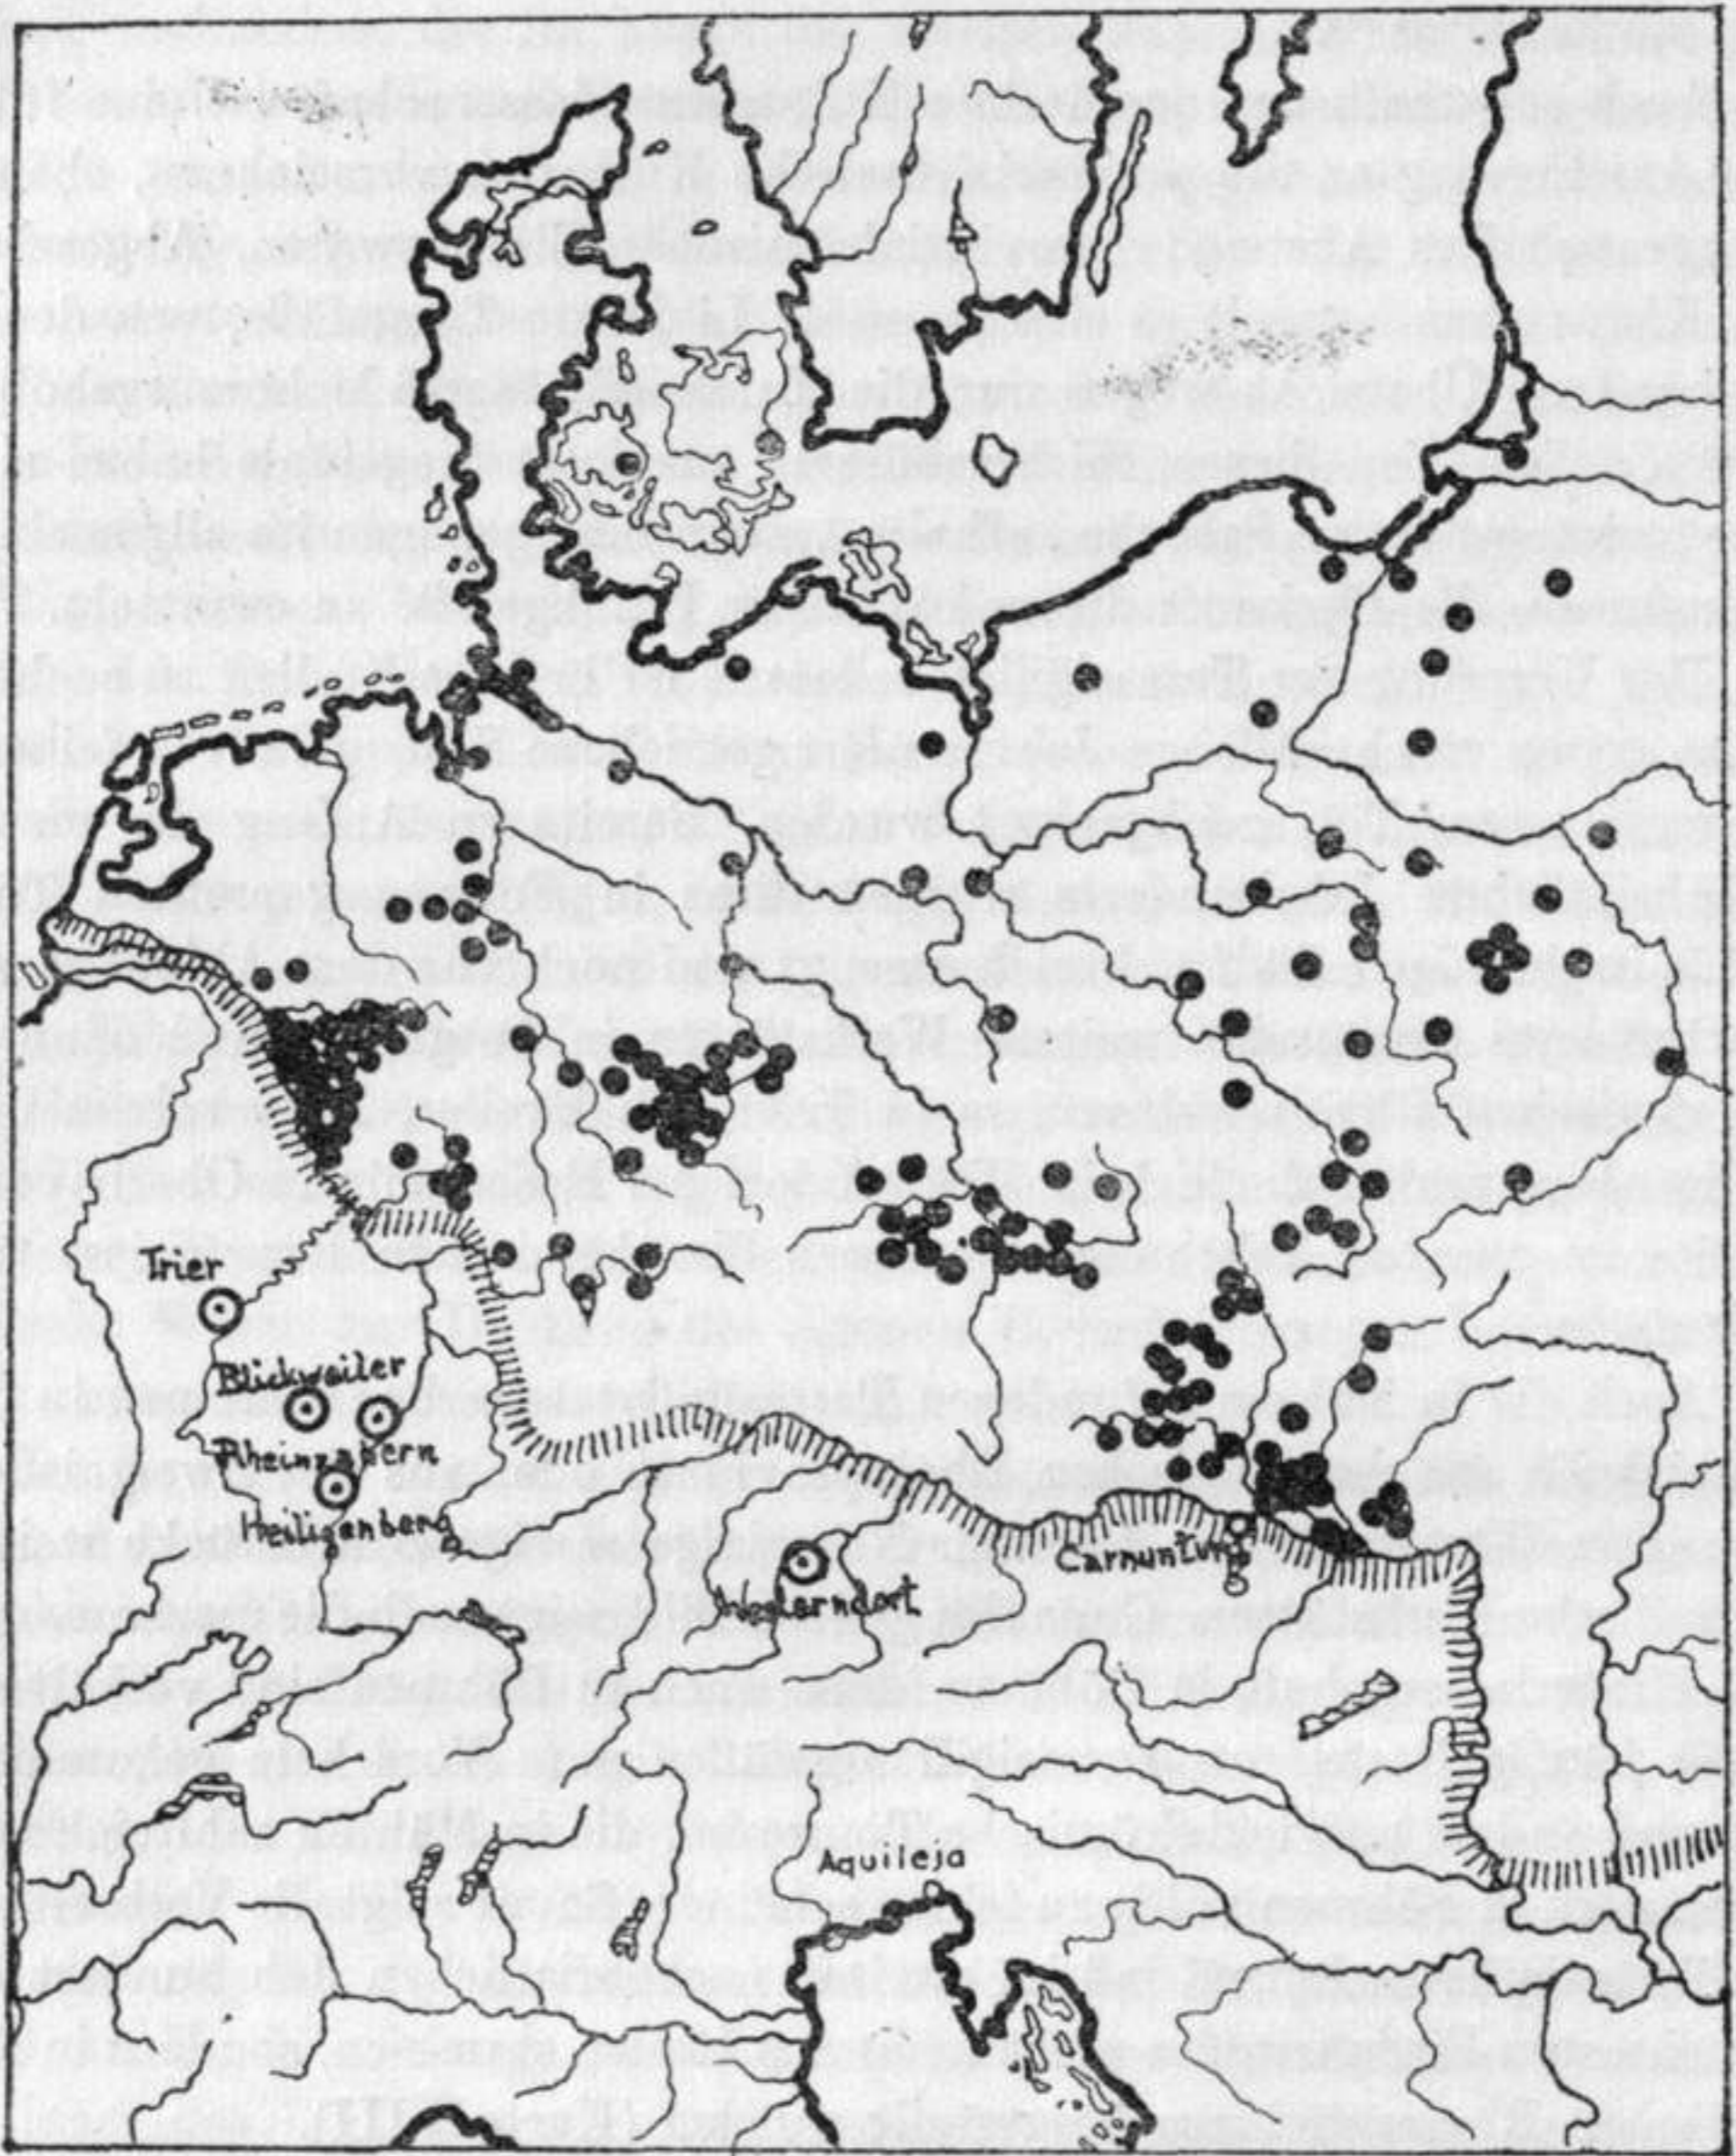 Trier
Blickweiler
Rheinzabern
Heiligenberg
Westerndorf
Carnuntum
Aquileja